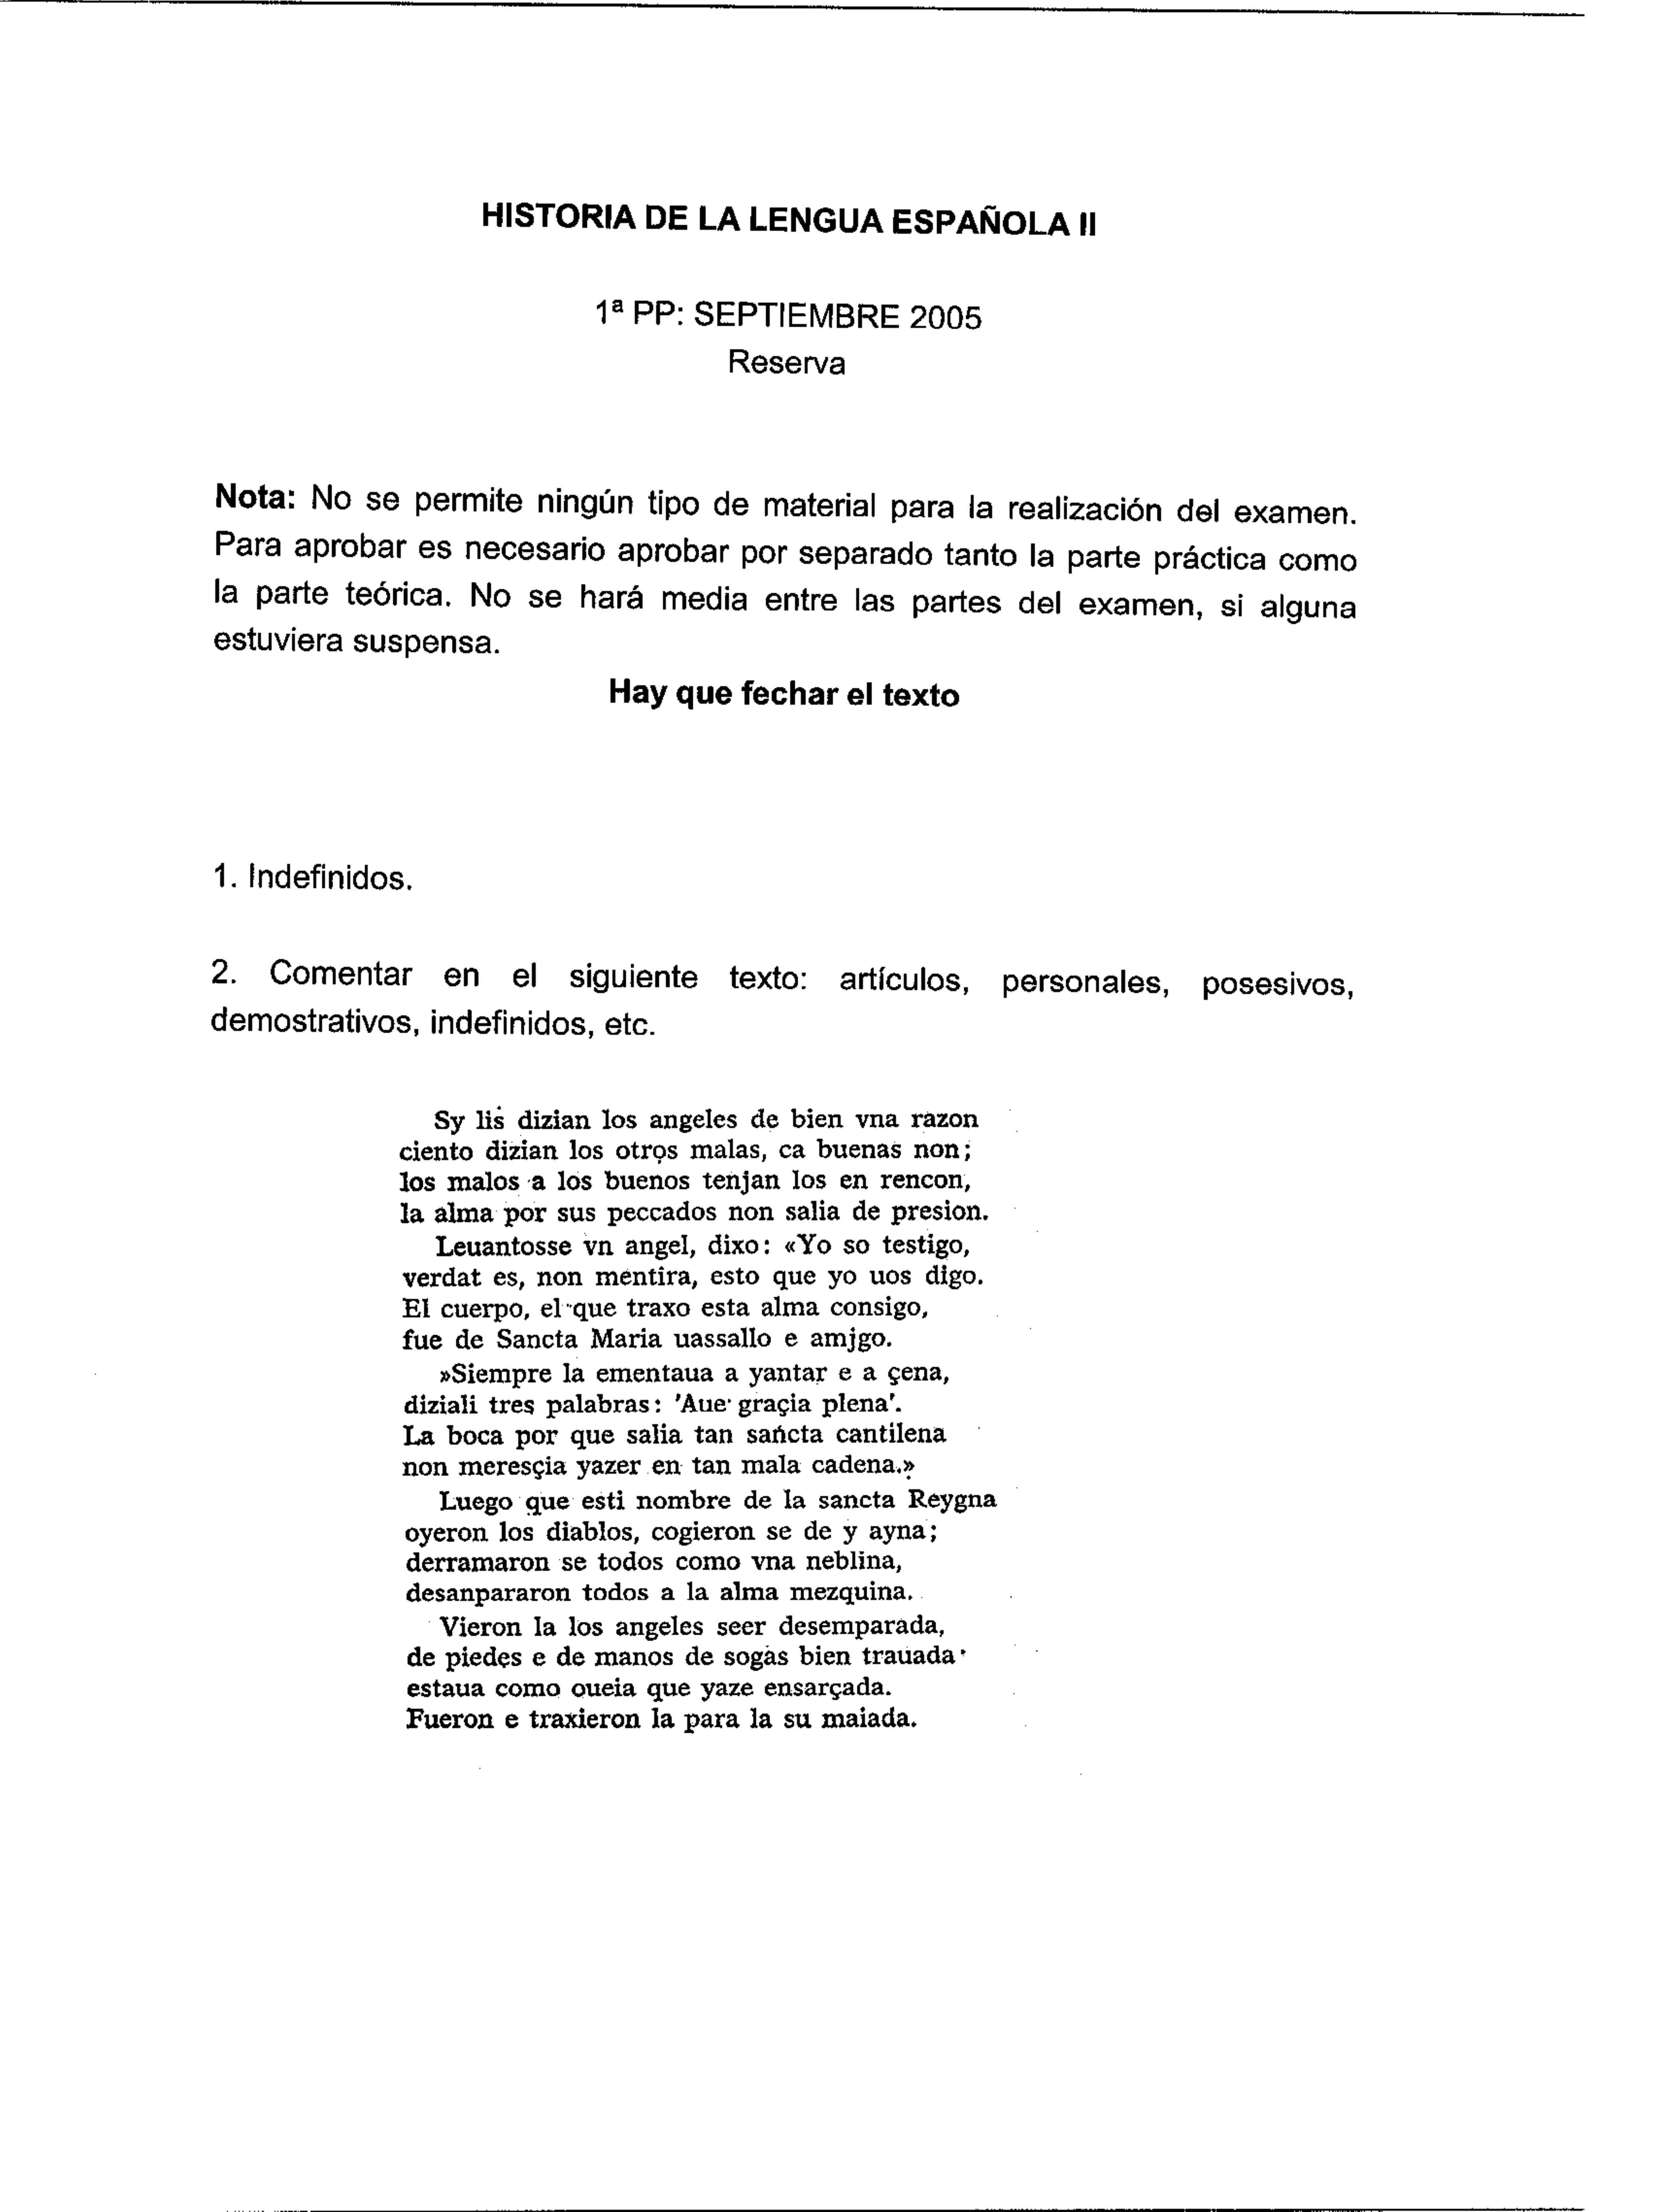 HISTORIA DE LA LENGUA ESPAÑOLA II
1ª PP: SEPTIEMBRE 2005
Reserva
Nota: No se permite ningún tipo de material para la realización del examen.
Para aprobar es necesario aprobar por separado tanto la parte práctica como
la parte teórica. No se hará media entre las partes del examen, si alguna
estuviera suspensa.
Hay que fechar el texto
1. Indefinidos.
2. Comentar en el siguiente texto: artículos, personales, posesivos,
demostrativos, indefinidos, etc.
Sy lis dizian los angeles de bien vna razon
ciento dizian los otros malas, ca buenas non;
los malos a los buenos tenjan los en rencon,
la alma por sus peccados non salia de presion.
Leuantosse vn angel, dixo: «Yo so testigo,
verdat es, non mentira, esto que yo uos digo.
El cuerpo, el que traxo esta alma consigo,
fue de Sancta Maria uassallo e amjgo.
»Siempre la ementaua a yantar e a çena,
diziali tres palabras: 'Aue graçia plena'.
La boca por que salia tan sancta cantilena
non meresçia yazer en tan mala cadena.»
Luego que esti nombre de la sancta Reygna
oyeron los diablos, cogieron se de y ayna;
derramaron se todos como vna neblina,
desanpararon todos a la alma mezquina.
Vieron la los angeles seer desemparada,
de piedes e de manos de sogas bien trauada
estaua como oueia que yaze ensarçada.
Fueron e traxieron la para la su maiada.